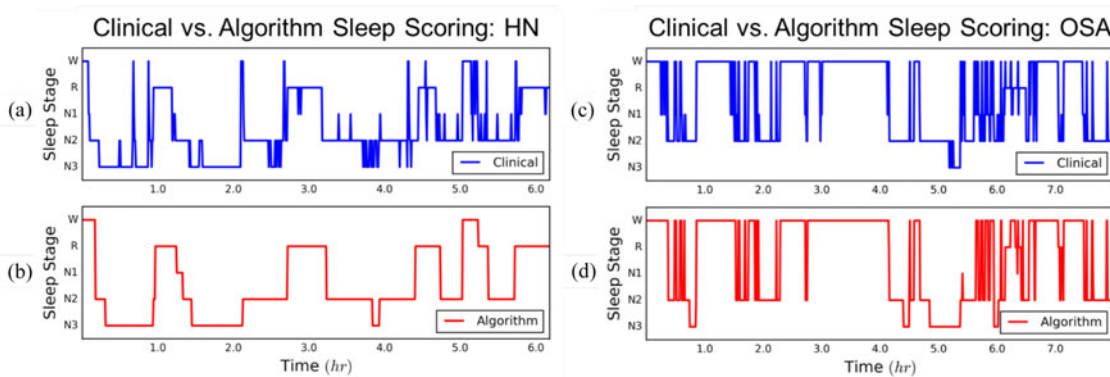 Clinical vs. Algorithm Sleep Scoring: HN
(a)
Sleep Stage
W
R
N1
N2
N3
Clinical
1.0 2.0 3.0 4.0 5.0 6.0
(b)
Sleep Stage
W
R
N1
N2
N3
Algorithm
1.0 2.0 3.0 4.0 5.0 6.0
Time (hr)
Clinical vs. Algorithm Sleep Scoring: OSA
(c)
Sleep Stage
W
R
N1
N2
N3
Clinical
1.0 2.0 3.0 4.0 5.0 6.0 7.0
(d)
Sleep Stage
W
R
N1
N2
N3
Algorithm
1.0 2.0 3.0 4.0 5.0 6.0 7.0
Time (hr)